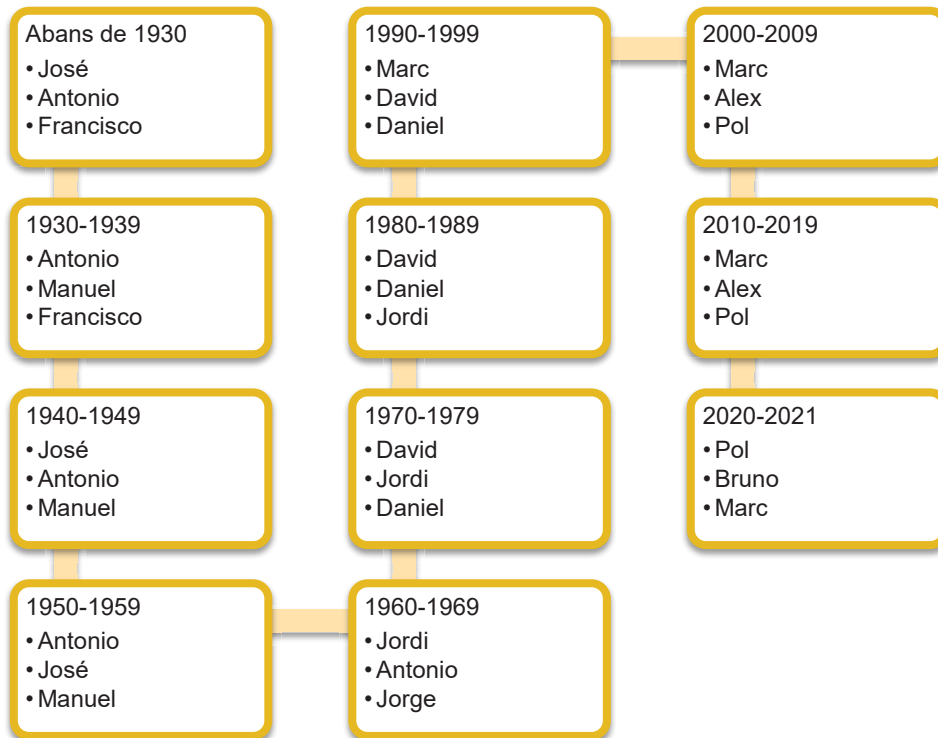 Abans de 1930
• José
• Antonio
• Francisco
1930-1939
• Antonio
• Manuel
• Francisco
1940-1949
• José
• Antonio
• Manuel
1950-1959
• Antonio
• José
• Manuel
1960-1969
• Jordi
• Antonio
• Jorge
1970-1979
• David
• Jordi
• Daniel
1980-1989
• David
• Daniel
• Jordi
1990-1999
• Marc
• David
• Daniel
2000-2009
• Marc
• Alex
• Pol
2010-2019
• Marc
• Alex
• Pol
2020-2021
• Pol
• Bruno
• Marc